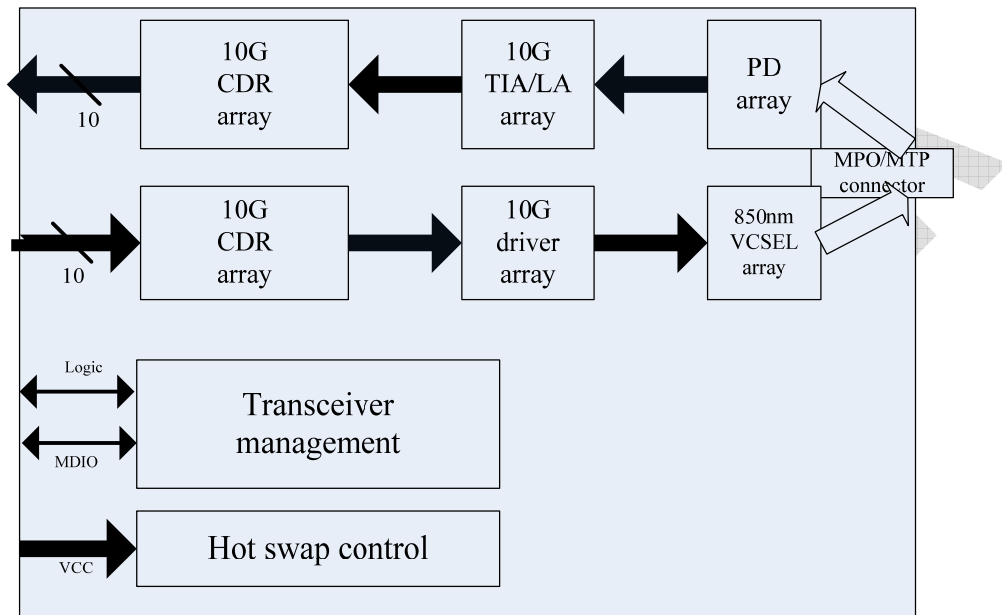 10G
CDR
array
10G
TIA/LA
array
PD
array
10
MPO/MTP
connector
10G
CDR
array
10G
driver
array
850nm
VCSEL
array
10
Logic
Transceiver
management
MDIO
Hot swap control
VCC